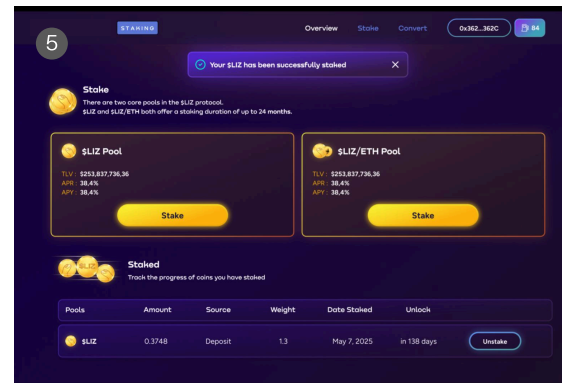 5
STAKING
Overview Stake Convert 0x362...362C 84
Your $LIZ has been successfully staked
Stake
There are two core pools in the $LIZ protocol.
$LIZ and $LIZ/ETH both offer a staking duration of up to 24 months.
$LIZ Pool
TLV : $253,837,736,36
APR : 38,4%
APY : 38,4%
Stake
$LIZ/ETH Pool
TLV : $253,837,736,36
APR : 38,4%
APY : 38,4%
Stake
Staked
Track the progress of coins you have staked
Pools Amount Source Weight Date Staked Unlock
$LIZ 0.3748 Deposit 1.3 May 7, 2025 in 138 days Unstake